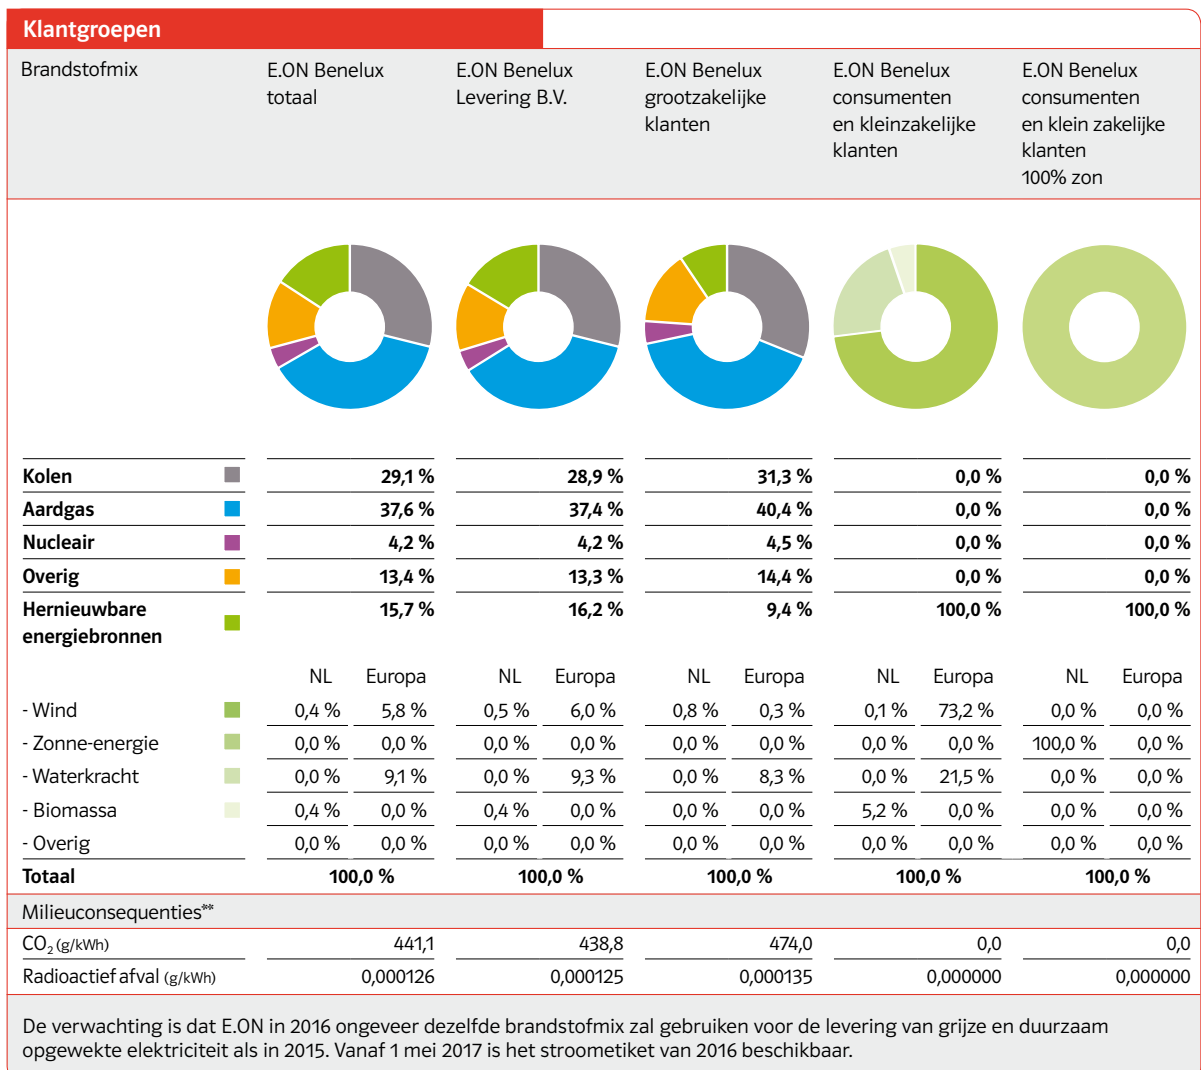 Klantgroepen
Brandstofmix
E.ON Benelux
totaal
E.ON Benelux
Levering B.V.
E.ON Benelux
grootzakelijke
klanten
E.ON Benelux
consumenten
en kleinzakelijke
klanten
E.ON Benelux
consumenten
en klein zakelijke
klanten
100% zon
Kolen 29,1 % 28,9 % 31,3 % 0,0 % 0,0 %
Aardgas 37,6 % 37,4 % 40,4 % 0,0 % 0,0 %
Nucleair 4,2 % 4,2 % 4,5 % 0,0 % 0,0 %
Overig 13,4 % 13,3 % 14,4 % 0,0 % 0,0 %
Hernieuwbare 15,7 % 16,2 % 9,4 % 100,0 % 100,0 %
energiebronnen
NL Europa NL Europa NL Europa NL Europa NL Europa
- Wind 0,4 % 5,8 % 0,5 % 6,0 % 0,8 % 0,3 % 0,1 % 73,2 % 0,0 % 0,0 %
- Zonne-energie 0,0 % 0,0 % 0,0 % 0,0 % 0,0 % 0,0 % 0,0 % 0,0 % 100,0 % 0,0 %
- Waterkracht 0,0 % 9,1 % 0,0 % 9,3 % 0,0 % 8,3 % 0,0 % 21,5 % 0,0 % 0,0 %
- Biomassa 0,4 % 0,0 % 0,4 % 0,0 % 0,0 % 0,0 % 5,2 % 0,0 % 0,0 % 0,0 %
- Overig 0,0 % 0,0 % 0,0 % 0,0 % 0,0 % 0,0 % 0,0 % 0,0 % 0,0 % 0,0 %
Totaal 100,0 % 100,0 % 100,0 % 100,0 % 100,0 %
Milieuconsequenties**
CO₂ (g/kWh) 441,1 438,8 474,0 0,0 0,0
Radioactief afval (g/kWh) 0,000126 0,000125 0,000135 0,000000 0,000000
De verwachting is dat E.ON in 2016 ongeveer dezelfde brandstofmix zal gebruiken voor de levering van grijze en duurzaam
opgewekte elektriciteit als in 2015. Vanaf 1 mei 2017 is het stroometiket van 2016 beschikbaar.